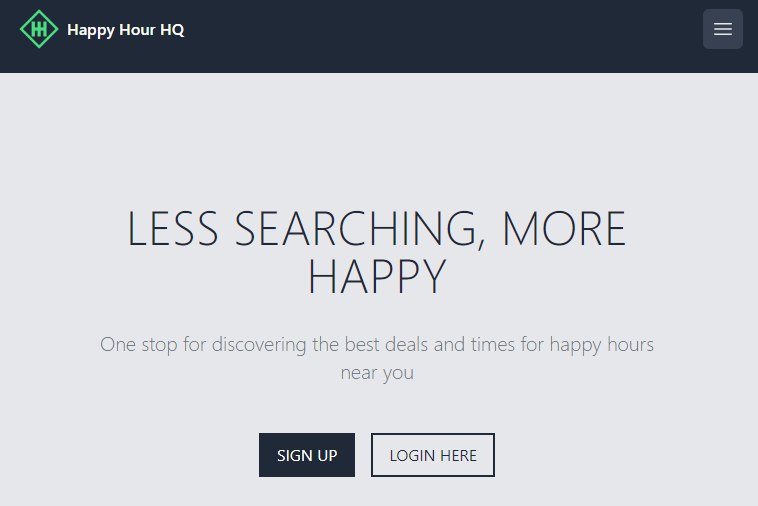 Happy Hour HQ
LESS SEARCHING, MORE
HAPPY
One stop for discovering the best deals and times for happy hours
near you
SIGN UP
LOGIN HERE